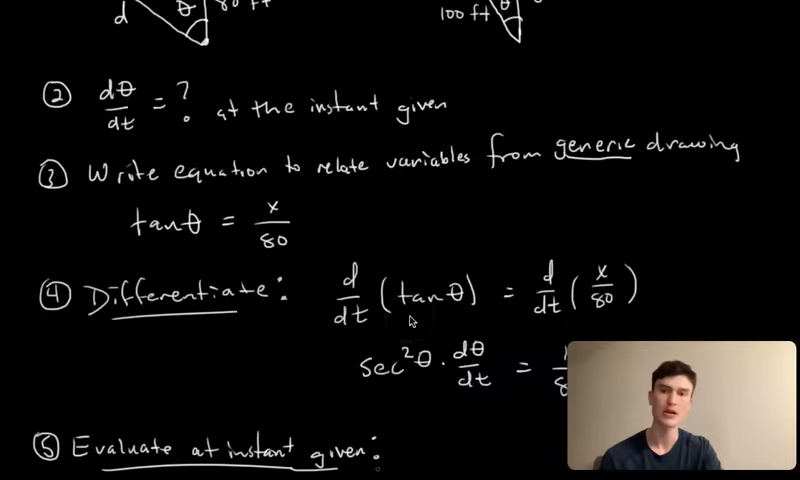 d θ 80 ft 100 ft θ
② dθ/dt = ? at the instant given
③ Write equation to relate variables from generic drawing
tanθ = x/80
④ Differentiate: d/dt (tanθ) = d/dt (x/80)
sec²θ · dθ/dt =
⑤ Evaluate at instant given: